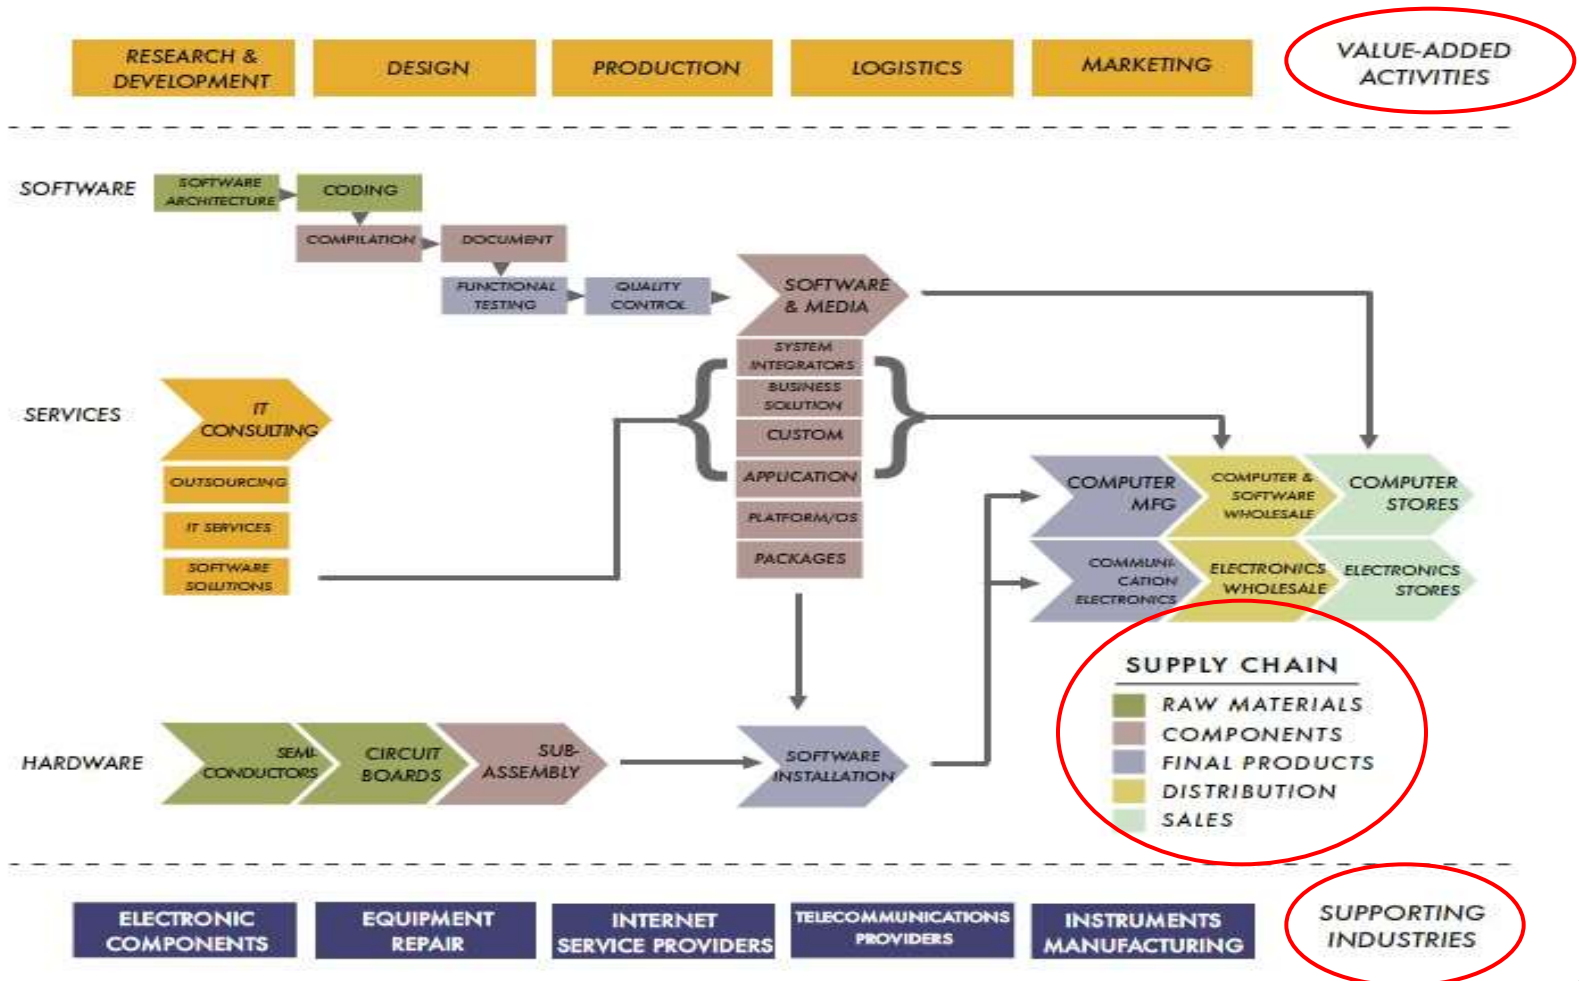 RESEARCH &
DEVELOPMENT
DESIGN
PRODUCTION
LOGISTICS
MARKETING
VALUE-ADDED
ACTIVITIES
SOFTWARE
SOFTWARE
ARCHITECTURE
CODING
COMPILATION
DOCUMENT
FUNCTIONAL
TESTING
QUALITY
CONTROL
SOFTWARE
& MEDIA
SYSTEM
INTEGRATORS
BUSINESS
SOLUTION
CUSTOM
APPLICATION
PLATFORM/OS
PACKAGES
SERVICES
IT
CONSULTING
OUTSOURCING
IT SERVICES
SOFTWARE
SOLUTIONS
COMPUTER
MFG
COMPUTER &
SOFTWARE
WHOLESALE
COMPUTER
STORES
COMMUNI-
CATION
ELECTRONICS
ELECTRONICS
WHOLESALE
ELECTRONICS
STORES
HARDWARE
SEMI-
CONDUCTORS
CIRCUIT
BOARDS
SUB-
ASSEMBLY
SOFTWARE
INSTALLATION
SUPPLY CHAIN
RAW MATERIALS
COMPONENTS
FINAL PRODUCTS
DISTRIBUTION
SALES
ELECTRONIC
COMPONENTS
EQUIPMENT
REPAIR
INTERNET
SERVICE PROVIDERS
TELECOMMUNICATIONS
PROVIDERS
INSTRUMENTS
MANUFACTURING
SUPPORTING
INDUSTRIES